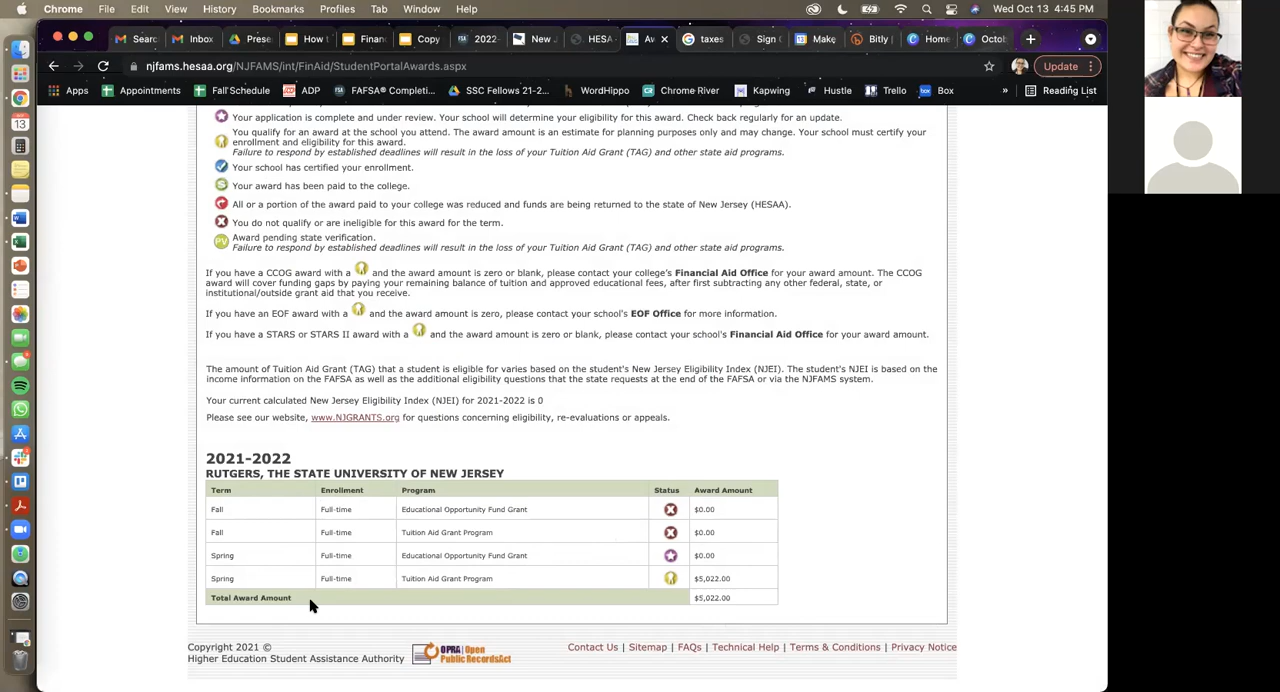 Chrome File Edit View History Bookmarks Profiles Tab Window Help Wed Oct 13 4:45 PM
Searc Inbox Prese How t Finan Copy 2022 New J HESA Av taxes Sign ( Make Bitly Home Octob
njfams.hesaa.org/NJFAMS/int/FinAid/StudentPortalAwards.aspx Update
Apps Appointments Fall Schedule ADP FAFSA® Completi... SSC Fellows 21-2... WordHippo Chrome River Kapwing Hustle Trello Box » Reading List
Your application is complete and under review. Your school will determine your eligibility for this award. Check back regularly for an update.
You qualify for an award at the school you attend. The award amount is an estimate for planning purposes only and may change. Your school must certify your
enrollment and eligibility for this award.
Failure to respond by established deadlines will result in the loss of your Tuition Aid Grant (TAG) and other state aid programs.
Your school has certified your enrollment.
Your award has been paid to the college.
All or a portion of the award paid to your college was reduced and funds are being returned to the state of New Jersey (HESAA).
You do not qualify or are ineligible for this award for the term.
PV Award pending state verification.
Failure to respond by established deadlines will result in the loss of your Tuition Aid Grant (TAG) and other state aid programs.
If you have a CCOG award with a and the award amount is zero or blank, please contact your college's Financial Aid Office for your award amount. The CCOG
award will cover funding gaps by paying your remaining balance of tuition and approved educational fees, after first subtracting any other federal, state, or
institutional/outside grant aid that you receive.
If you have an EOF award with a and the award amount is zero, please contact your school's EOF Office for more information.
If you have a STARS or STARS II award with a and the award amount is zero or blank, please contact your school's Financial Aid Office for your award amount.
The amount of Tuition Aid Grant (TAG) that a student is eligible for was based on the student's New Jersey Eligibility Index (NJEI). The student's NJEI is based on the
income information on the FAFSA as well as the additional eligibility questions that the state requests at the end of the FAFSA or via the NJFAMS system.
Your current calculated New Jersey Eligibility Index (NJEI) for 2021-2022 is 0
Please see our website, www.NJGRANTS.org for questions concerning eligibility, re-evaluations or appeals.
2021-2022
RUTGERS, THE STATE UNIVERSITY OF NEW JERSEY
Term Enrollment Program Status Award Amount
Fall Full-time Educational Opportunity Fund Grant $0.00
Fall Full-time Tuition Aid Grant Program $0.00
Spring Full-time Educational Opportunity Fund Grant $0.00
Spring Full-time Tuition Aid Grant Program $5,022.00
Total Award Amount $5,022.00
Copyright 2021 © OPRA Open Public Records Act Contact Us | Sitemap | FAQs | Technical Help | Terms & Conditions | Privacy Notice
Higher Education Student Assistance Authority